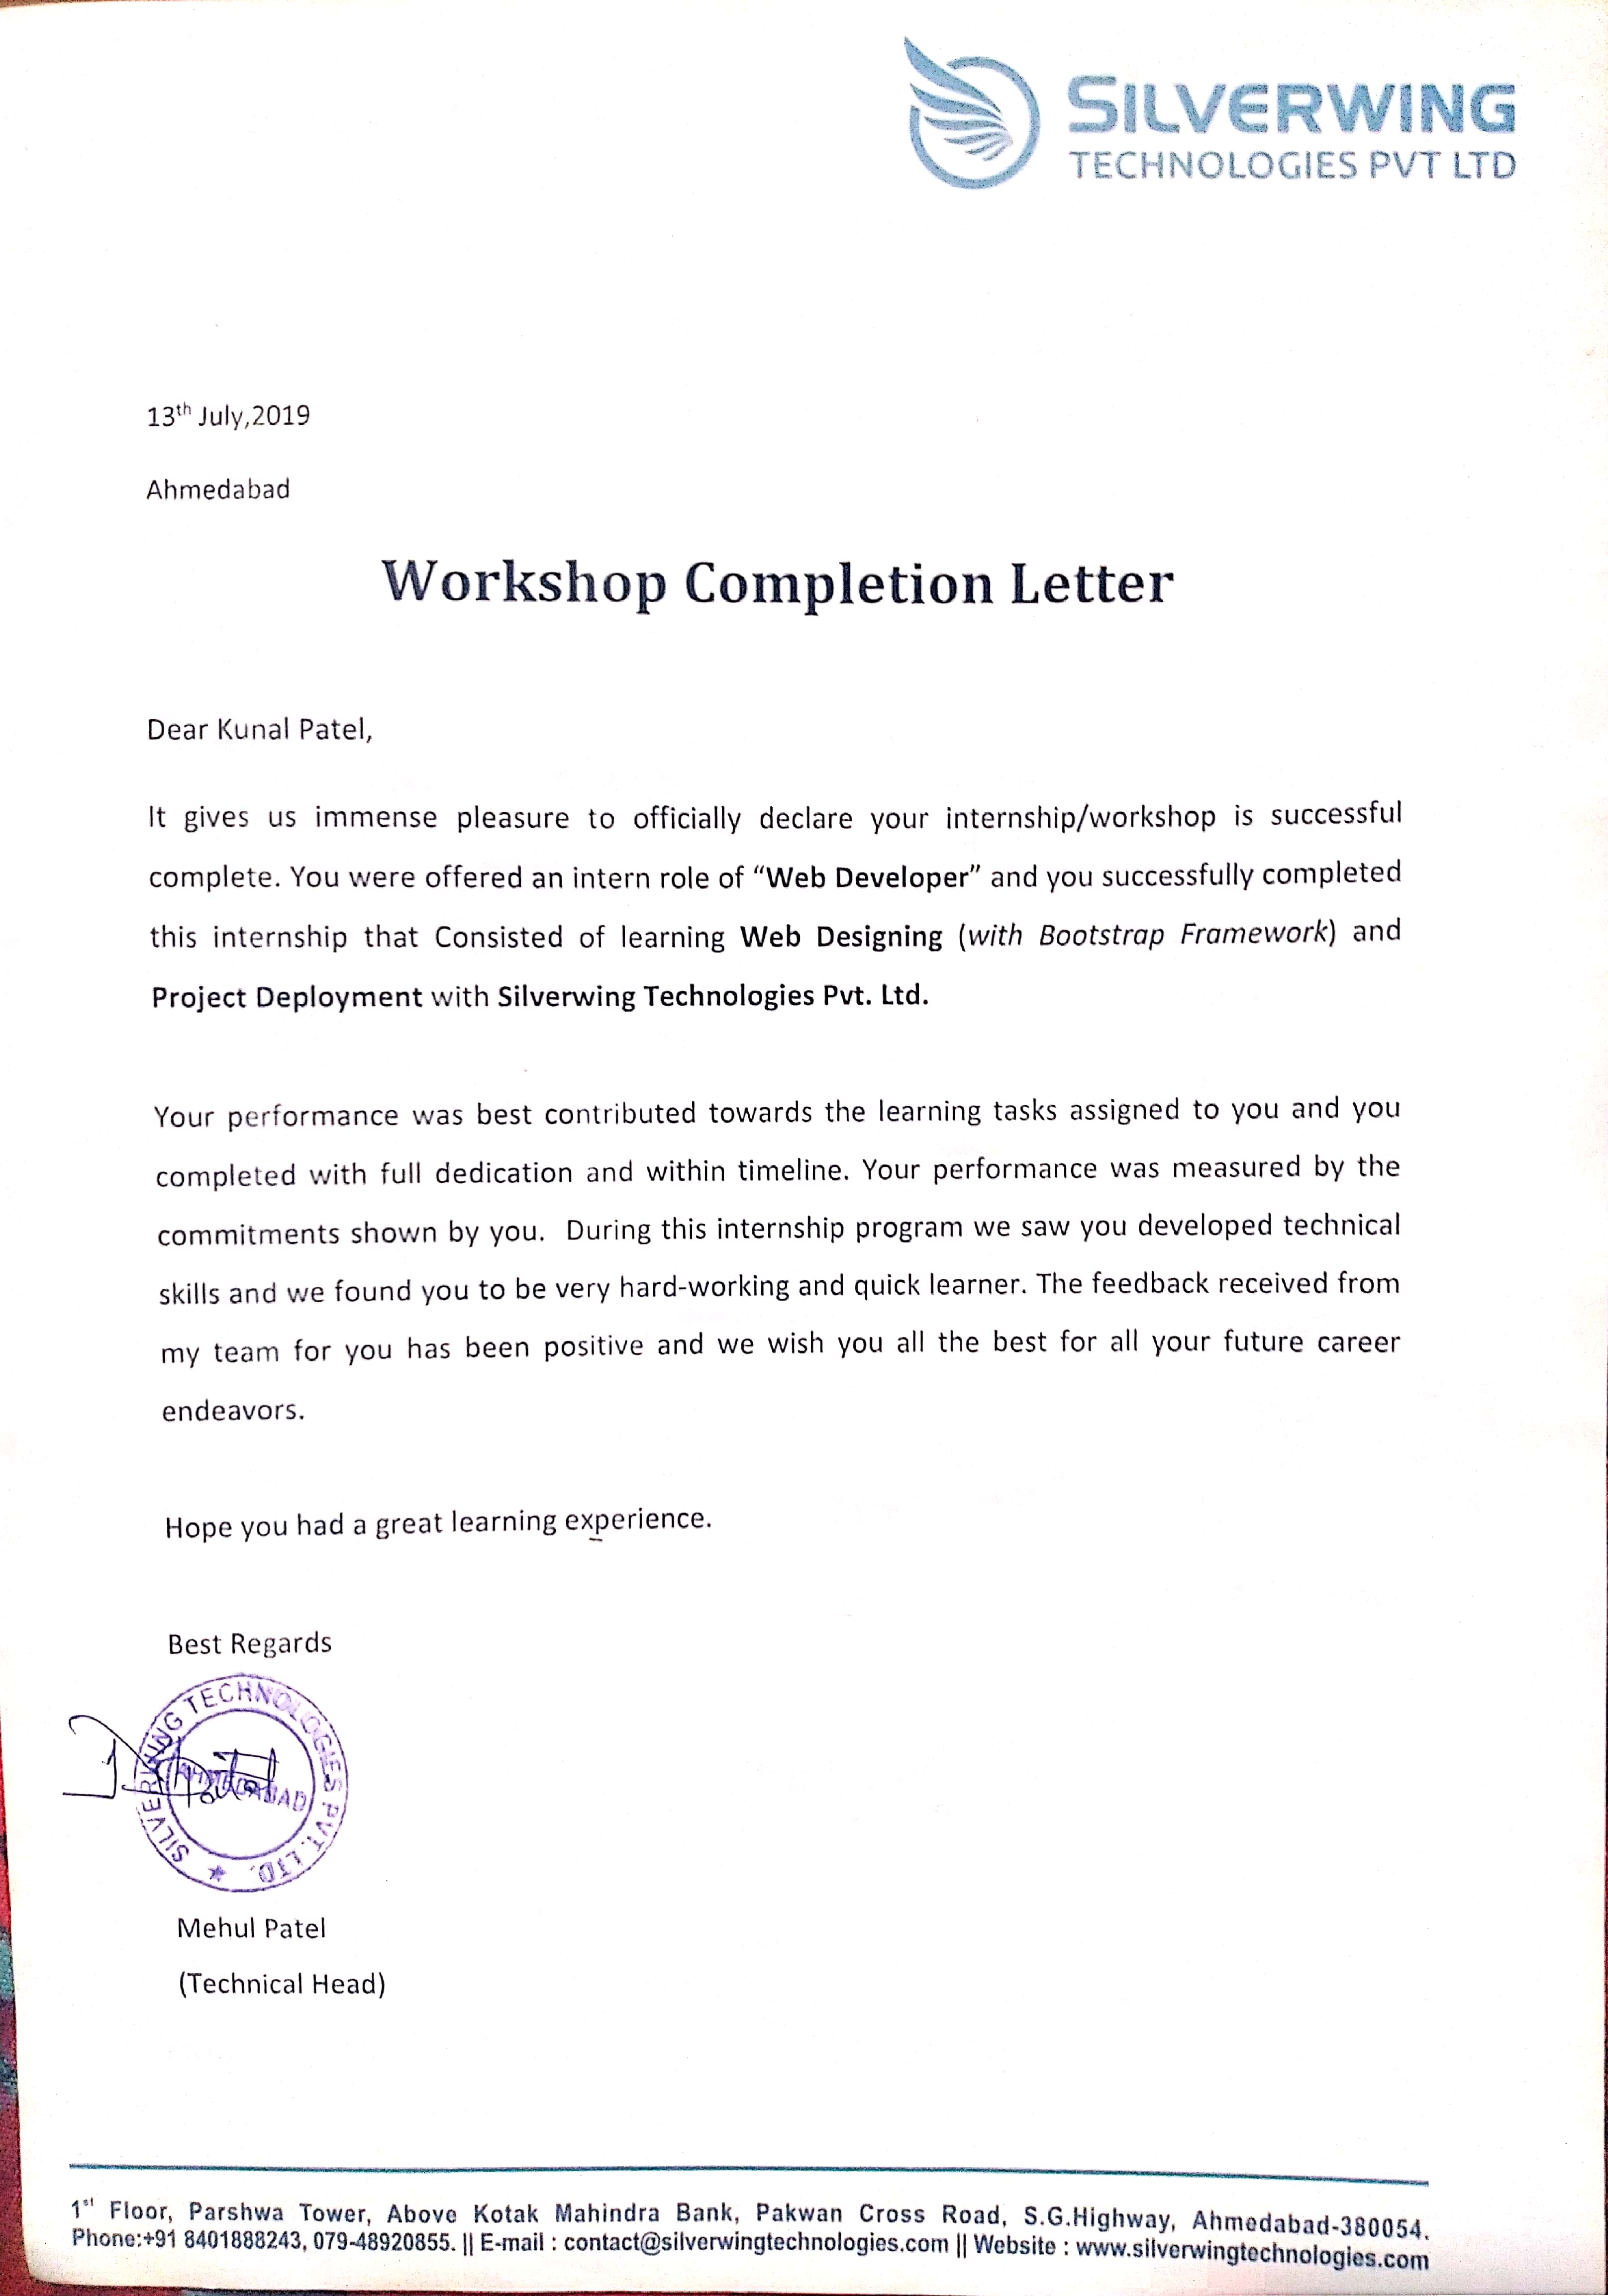 SILVERWING
TECHNOLOGIES PVT LTD
13th July,2019
Ahmedabad
Workshop Completion Letter
Dear Kunal Patel,
It gives us immense pleasure to officially declare your internship/workshop is successful
complete. You were offered an intern role of “Web Developer” and you successfully completed
this internship that Consisted of learning Web Designing (with Bootstrap Framework) and
Project Deployment with Silverwing Technologies Pvt. Ltd.
Your performance was best contributed towards the learning tasks assigned to you and you
completed with full dedication and within timeline. Your performance was measured by the
commitments shown by you. During this internship program we saw you developed technical
skills and we found you to be very hard-working and quick learner. The feedback received from
my team for you has been positive and we wish you all the best for all your future career
endeavors.
Hope you had a great learning experience.
Best Regards
SILVERWING TECHNOLOGIES PVT. LTD.
AHMEDABAD
Mehul Patel
(Technical Head)
1st Floor, Parshwa Tower, Above Kotak Mahindra Bank, Pakwan Cross Road, S.G.Highway, Ahmedabad-380054.
Phone:+91 8401888243, 079-48920855. || E-mail : contact@silverwingtechnologies.com || Website : www.silverwingtechnologies.com